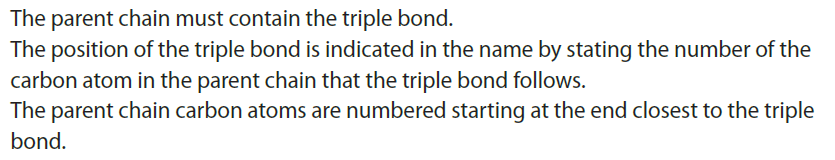 The parent chain must contain the triple bond.
The position of the triple bond is indicated in the name by stating the number of the
carbon atom in the parent chain that the triple bond follows.
The parent chain carbon atoms are numbered starting at the end closest to the triple
bond.